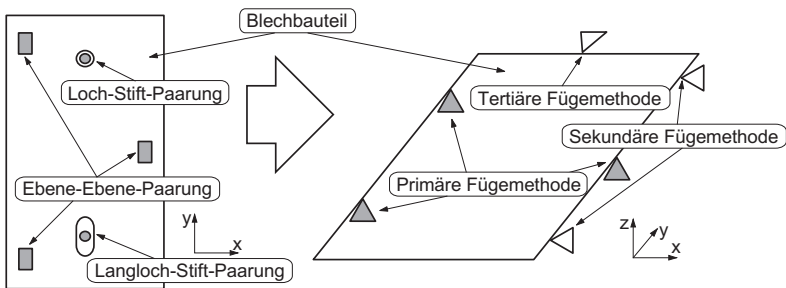 Blechbauteil
Loch-Stift-Paarung
Ebene-Ebene-Paarung
Langloch-Stift-Paarung
y
x
Tertiäre Fügemethode
Sekundäre Fügemethode
Primäre Fügemethode
z
y
x